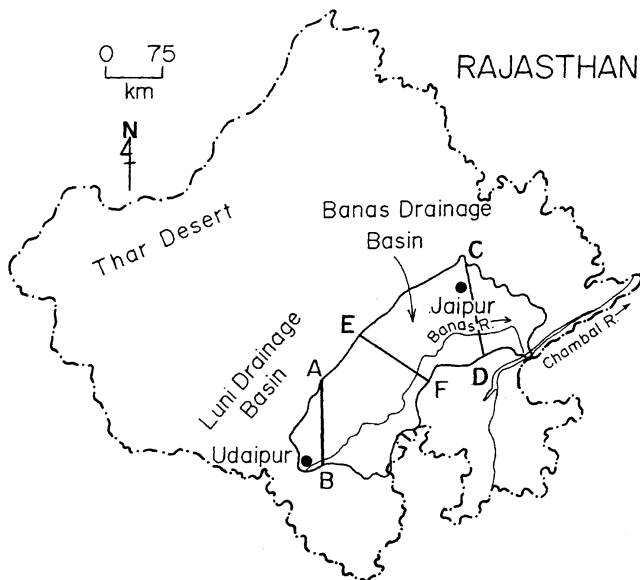 0 75
km
RAJASTHAN
N
Thar Desert
Banas Drainage
Basin
C
Jaipur
Banas R.
Chambal R.
E
D
A
F
Luni Drainage
Basin
Udaipur
B